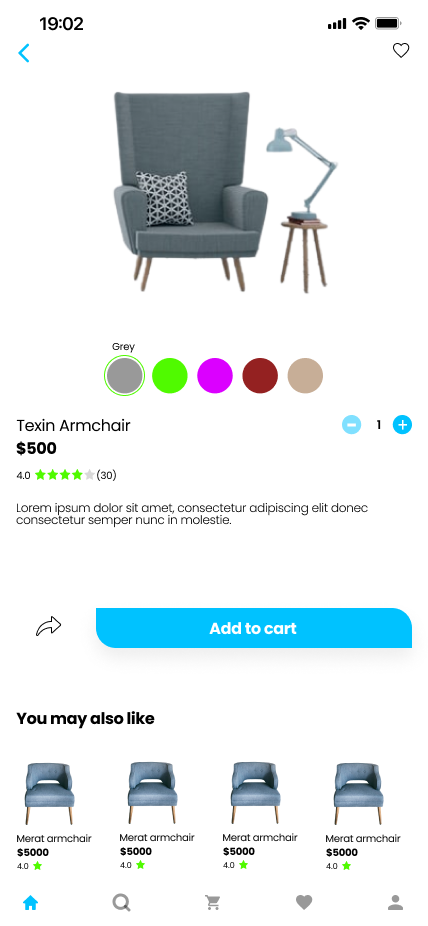 19:02
Grey
Texin Armchair
1
$500
4.0 (30)
Lorem ipsum dolor sit amet, consectetur adipiscing elit donec
consectetur semper nunc in molestie.
Add to cart
You may also like
Merat armchair
$5000
4.0
Merat armchair
$5000
4.0
Merat armchair
$5000
4.0
Merat armchair
$5000
4.0